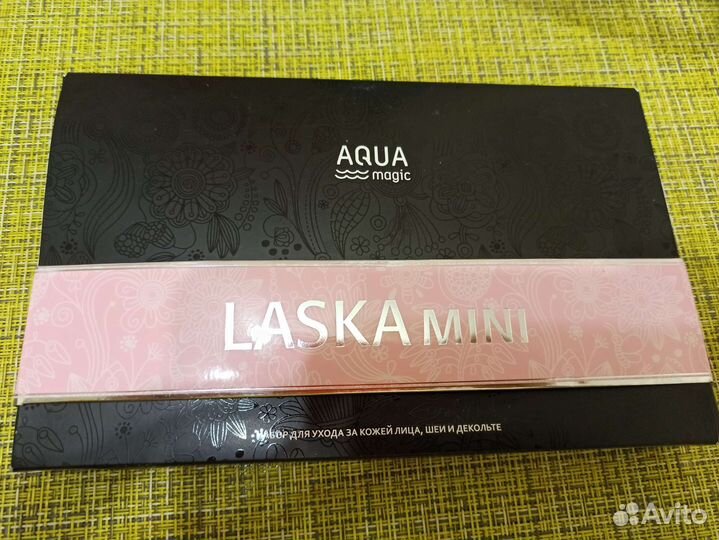 AQUA
magic
LASKA MINI
НАБОР ДЛЯ УХОДА ЗА КОЖЕЙ ЛИЦА, ШЕИ И ДЕКОЛЬТЕ
Avito